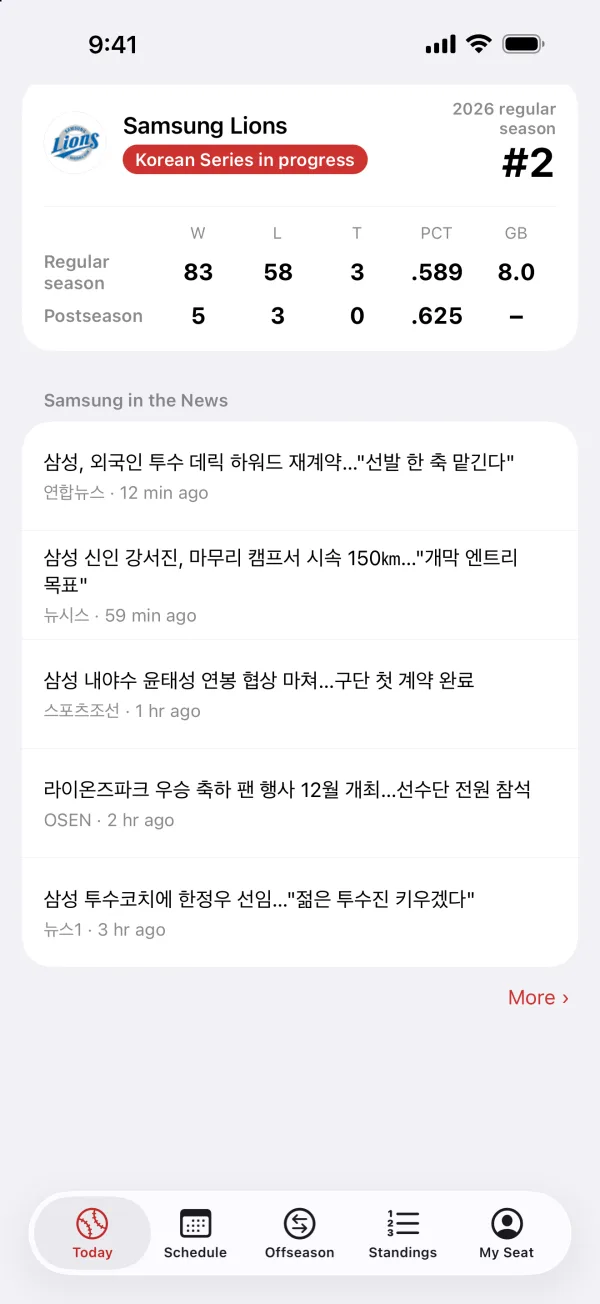 9:41
Lions
Samsung Lions
Korean Series in progress
2026 regular
season
#2
W L T PCT GB
Regular
season
83 58 3 .589 8.0
Postseason 5 3 0 .625 –
Samsung in the News
삼성, 외국인 투수 데릭 하워드 재계약..."선발 한 축 맡긴다"
연합뉴스 · 12 min ago
삼성 신인 강서진, 마무리 캠프서 시속 150㎞..."개막 엔트리
목표"
뉴시스 · 59 min ago
삼성 내야수 윤태성 연봉 협상 마쳐...구단 첫 계약 완료
스포츠조선 · 1 hr ago
라이온즈파크 우승 축하 팬 행사 12월 개최...선수단 전원 참석
OSEN · 2 hr ago
삼성 투수코치에 한정우 선임..."젊은 투수진 키우겠다"
뉴스1 · 3 hr ago
More ›
Today Schedule Offseason Standings My Seat